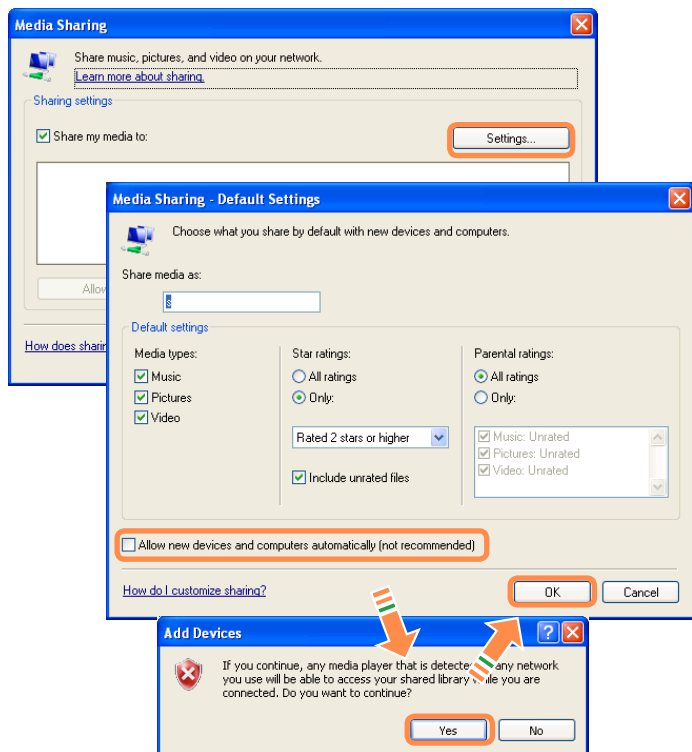 Media Sharing
Share music, pictures, and video on your network.
Learn more about sharing.
Sharing settings
Share my media to:
Settings...
Allow
How does sharin
Media Sharing - Default Settings
Choose what you share by default with new devices and computers.
Share media as:
s
Default settings
Media types:
Music
Pictures
Video
Star ratings:
All ratings
Only:
Rated 2 stars or higher
Include unrated files
Parental ratings:
All ratings
Only:
Music: Unrated
Pictures: Unrated
Video: Unrated
Allow new devices and computers automatically (not recommended)
How do I customize sharing?
OK
Cancel
Add Devices
If you continue, any media player that is detecte any network
you use will be able to access your shared library ile you are
connected. Do you want to continue?
Yes
No